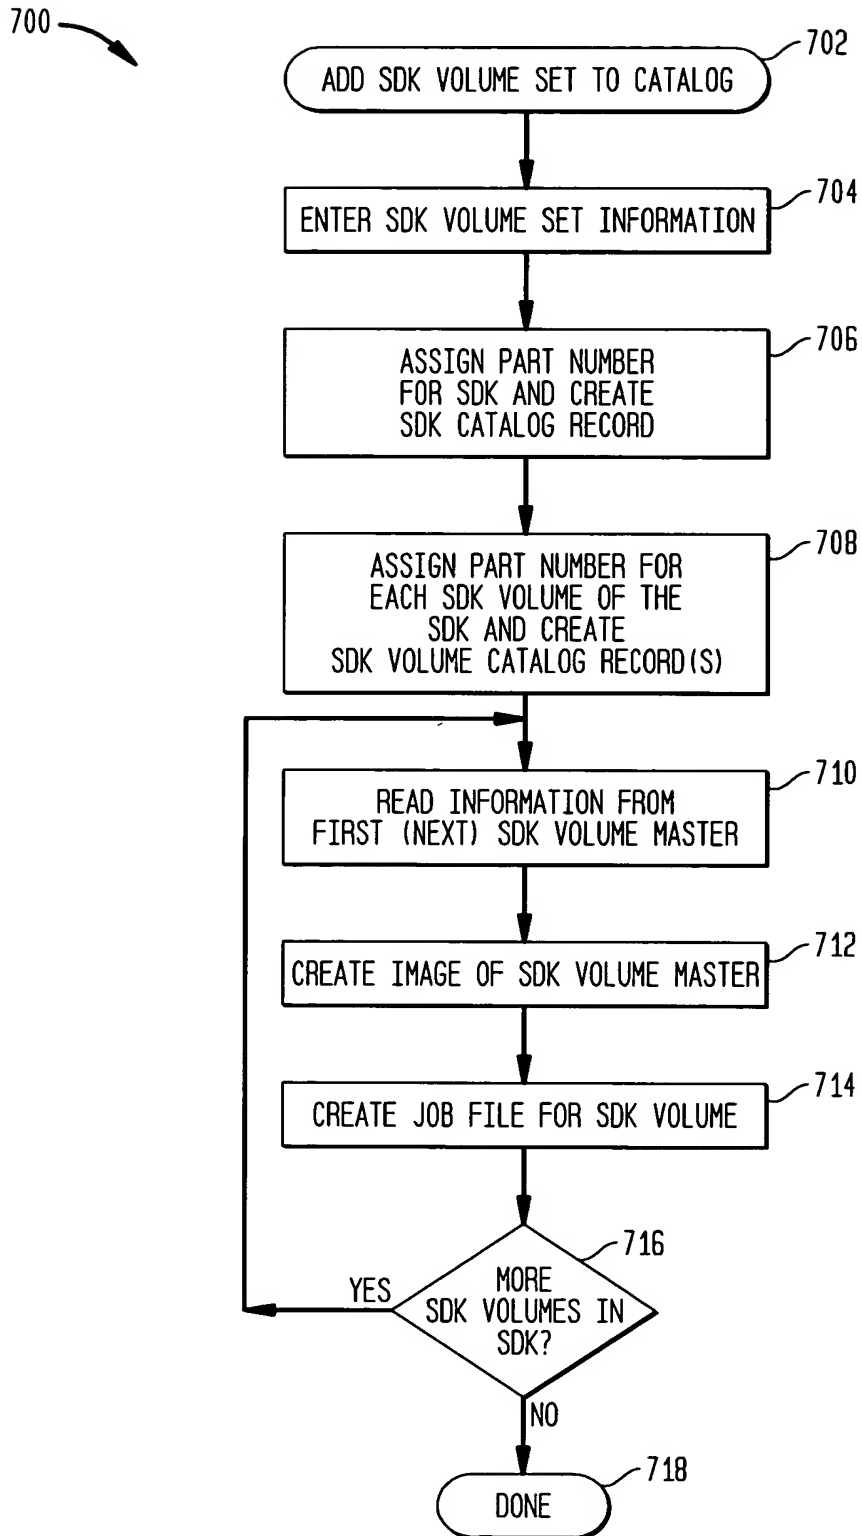 700
702
ADD SDK VOLUME SET TO CATALOG
704
ENTER SDK VOLUME SET INFORMATION
706
ASSIGN PART NUMBER
FOR SDK AND CREATE
SDK CATALOG RECORD
708
ASSIGN PART NUMBER FOR
EACH SDK VOLUME OF THE
SDK AND CREATE
SDK VOLUME CATALOG RECORD(S)
710
READ INFORMATION FROM
FIRST (NEXT) SDK VOLUME MASTER
712
CREATE IMAGE OF SDK VOLUME MASTER
714
CREATE JOB FILE FOR SDK VOLUME
716
YES
MORE
SDK VOLUMES IN
SDK?
NO
718
DONE